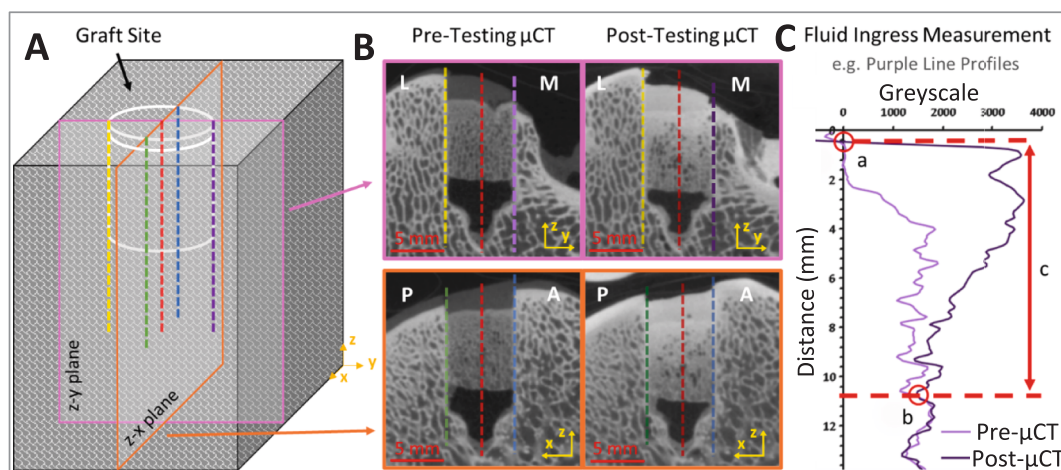 A
Graft Site
z-y plane
z-x plane
z
y
x
B
Pre-Testing µCT
Post-Testing µCT
L
M
5 mm
z
y
L
M
5 mm
z
y
P
A
5 mm
z
x
P
A
5 mm
z
x
C
Fluid Ingress Measurement
e.g. Purple Line Profiles
Greyscale
0 1000 2000 3000 4000
Distance (mm)
0
2
4
6
8
10
12
a
b
c
Pre-µCT
Post-µCT